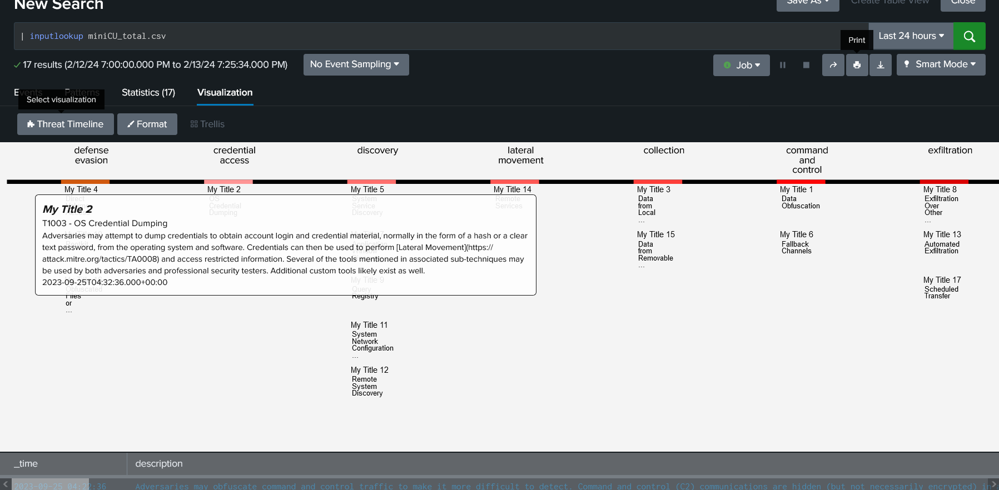 New Search
Save As
Create Table View
Close
| inputlookup miniCU_total.csv
Print
Last 24 hours
17 results (2/12/24 7:00:00.000 PM to 2/13/24 7:25:34.000 PM)
No Event Sampling
Job
Smart Mode
Events
Patterns
Statistics (17)
Visualization
Select visualization
Threat Timeline
Format
Trellis
defense
evasion
credential
access
discovery
lateral
movement
collection
command
and
control
exfiltration
My Title 4
Direct
My Title 2
OS
Credential
Dumping
My Title 5
System
Service
Discovery
My Title 14
Remote
Services
My Title 3
Data
from
Local
...
My Title 1
Data
Obfuscation
My Title 8
Exfiltration
Over
Other
...
My Title 2
T1003 - OS Credential Dumping
Adversaries may attempt to dump credentials to obtain account login and credential material, normally in the form of a hash or a clear
text password, from the operating system and software. Credentials can then be used to perform [Lateral Movement](https://
attack.mitre.org/tactics/TA0008) and access restricted information. Several of the tools mentioned in associated sub-techniques may
be used by both adversaries and professional security testers. Additional custom tools likely exist as well.
2023-09-25T04:32:36.000+00:00
My Title 15
Data
from
Removable
...
My Title 6
Fallback
Channels
My Title 13
Automated
Exfiltration
Obfuscated
Files
or
...
My Title 9
Query
Registry
My Title 17
Scheduled
Transfer
My Title 11
System
Network
Configuration
...
My Title 12
Remote
System
Discovery
_time
description
2023-09-25 04:22:36
Adversaries may obfuscate command and control traffic to make it more difficult to detect. Command and control (C2) communications are hidden (but not necessarily encrypted) in